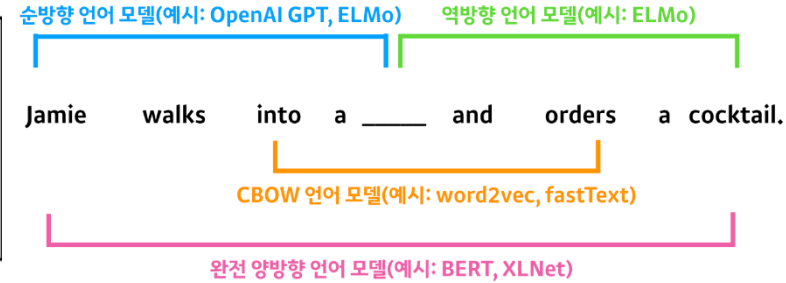 순방향 언어 모델(예시: OpenAI GPT, ELMo) 역방향 언어 모델(예시: ELMo)
Jamie walks into a _____ and orders a cocktail.
CBOW 언어 모델(예시: word2vec, fastText)
완전 양방향 언어 모델(예시: BERT, XLNet)